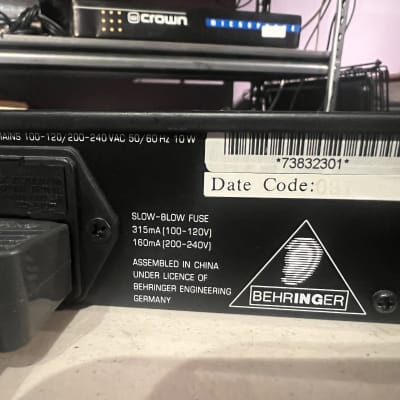 crown
MAINS 100-120/200-240 VAC 50/60 Hz 10 W
*73832301*
Date Code:
SLOW-BLOW FUSE
315mA (100-120V)
160mA (200-240V)
ASSEMBLED IN CHINA
UNDER LICENCE OF
BEHRINGER ENGINEERING
GERMANY
BEHRINGER